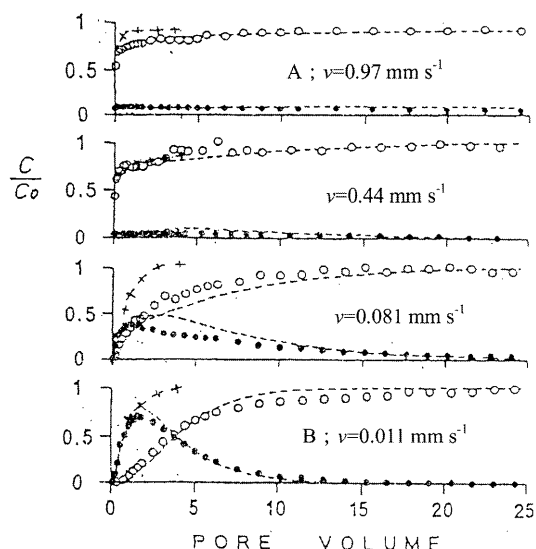 1
0.5
A ; v=0.97 mm s⁻¹
0
1
C/Co
0.5
v=0.44 mm s⁻¹
0
1
0.5
v=0.081 mm s⁻¹
0
1
0.5
B ; v=0.011 mm s⁻¹
0
0 5 10 15 20 25
PORE VOLUME